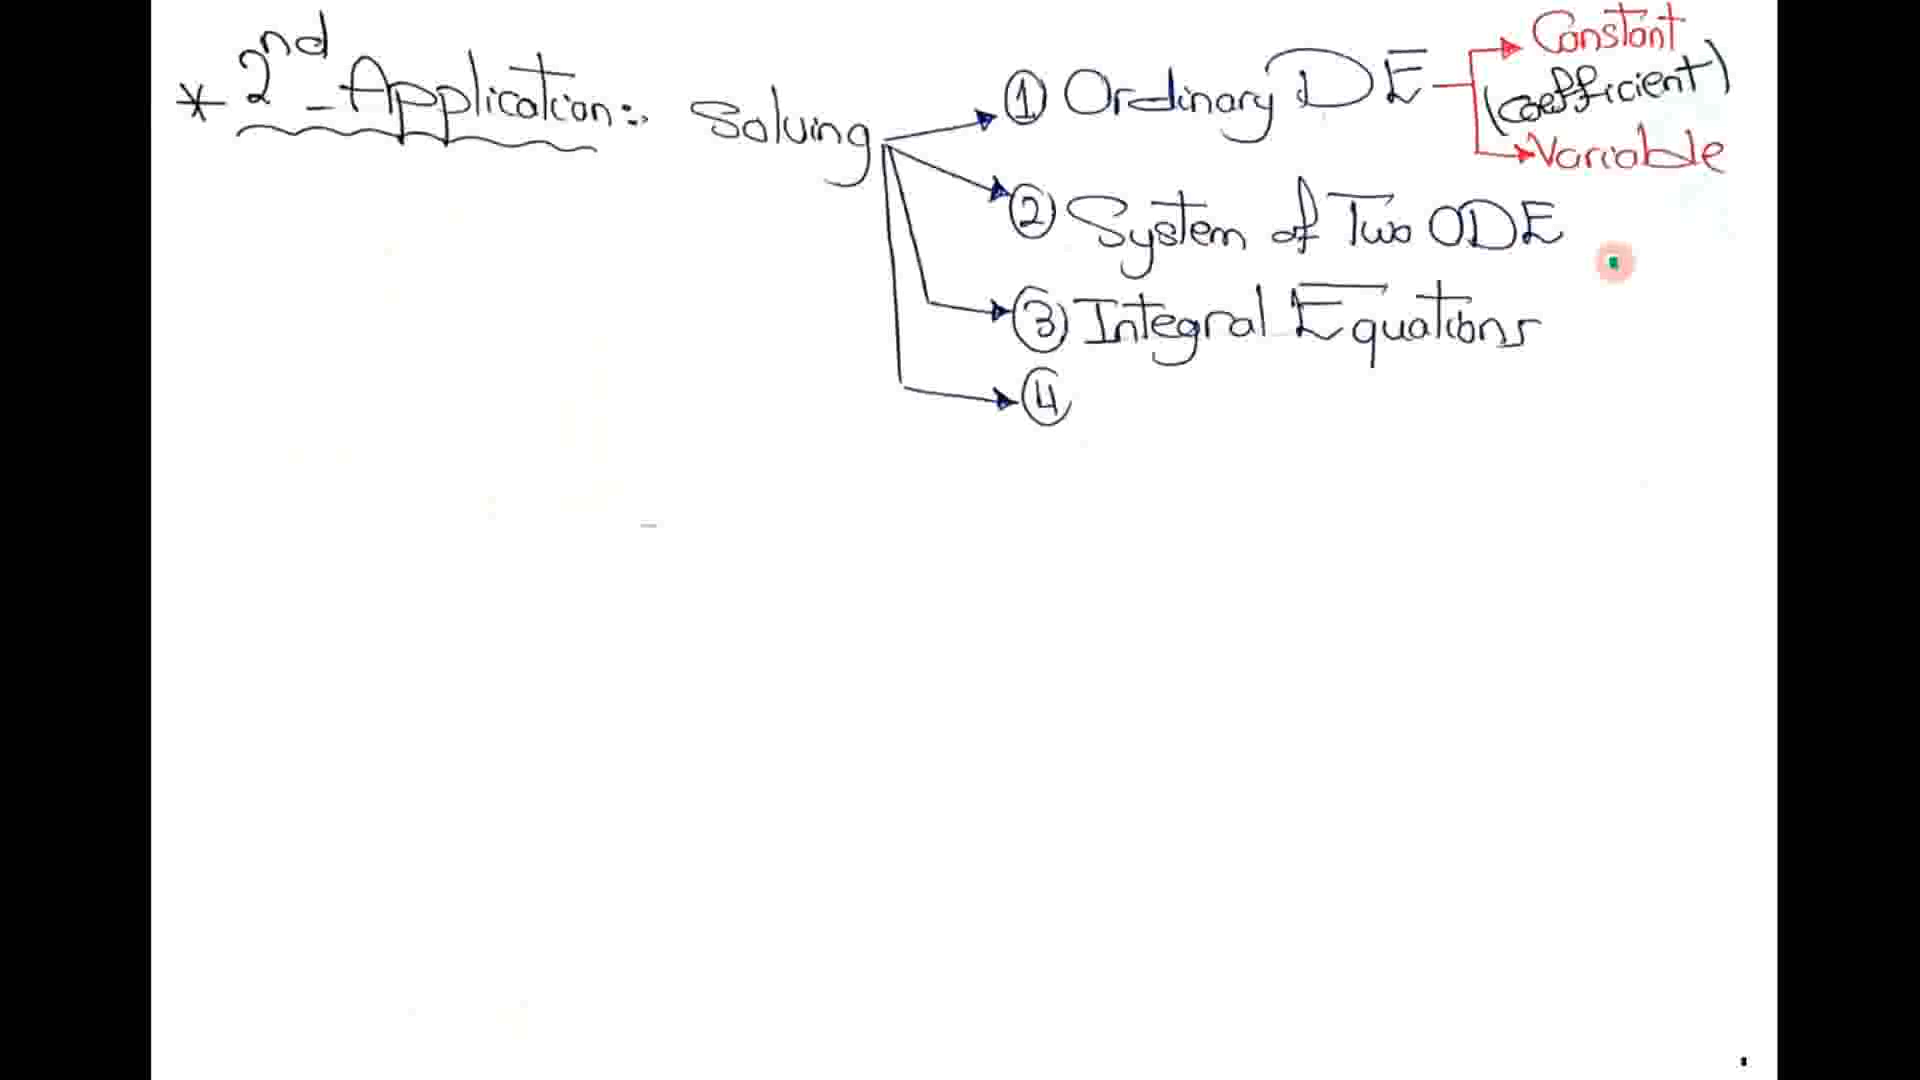 * 2nd - Application :- Solving
① Ordinary DE
Constant
(coefficient)
Variable
② System of Two ODE
③ Integral Equations
④